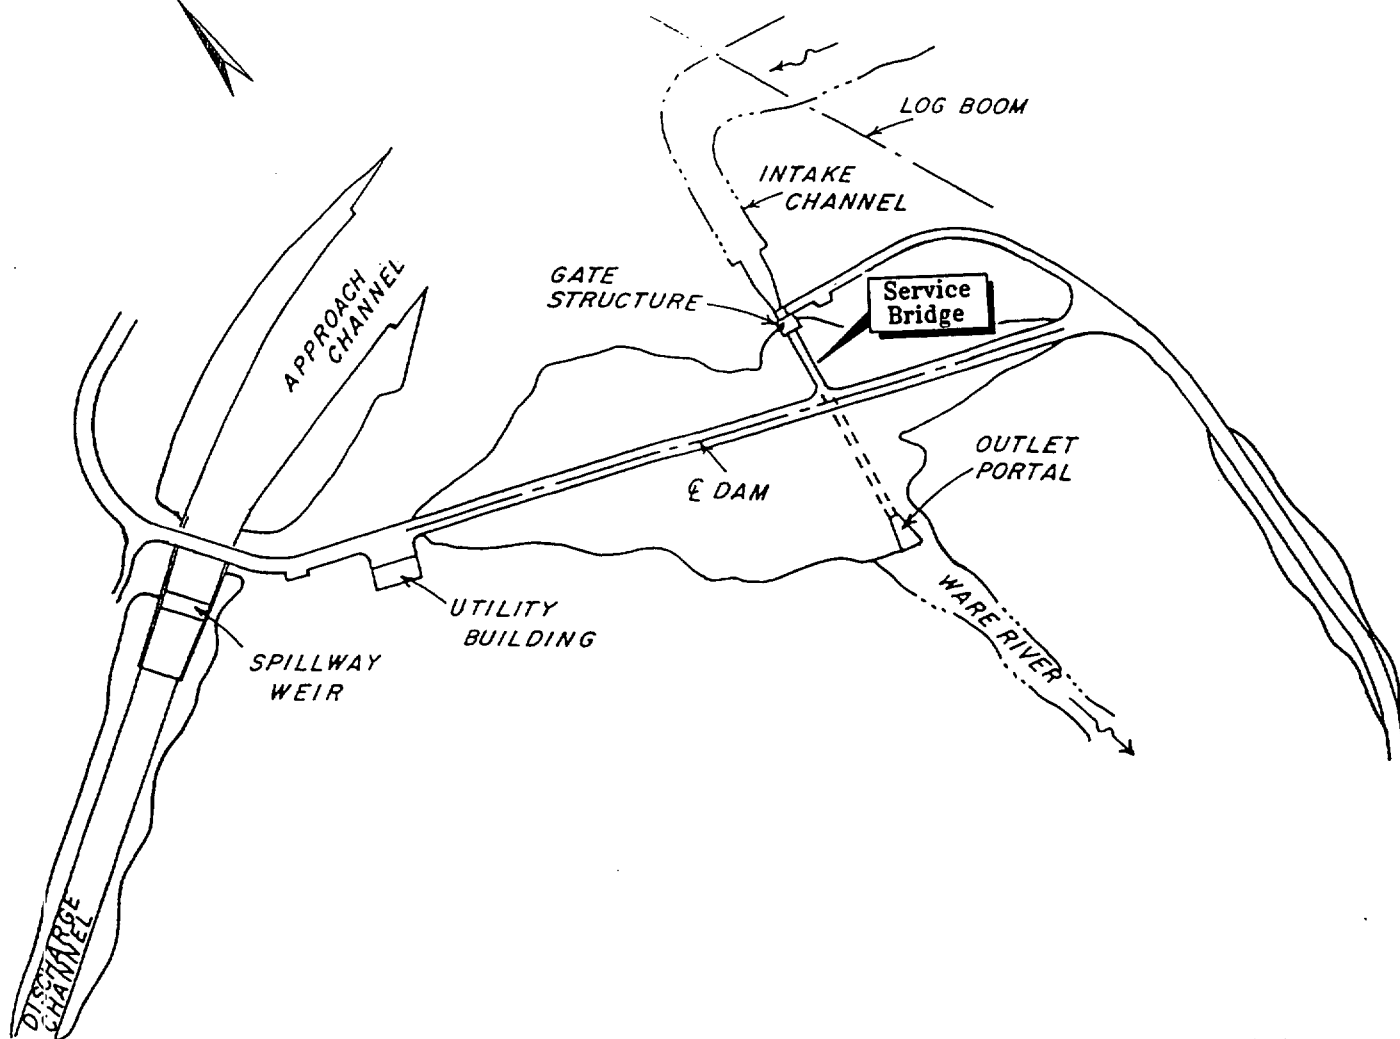 LOG BOOM
INTAKE
CHANNEL
GATE
STRUCTURE
Service
Bridge
APPROACH
CHANNEL
OUTLET
PORTAL
℄ DAM
WARE RIVER
UTILITY
BUILDING
SPILLWAY
WEIR
DISCHARGE
CHANNEL